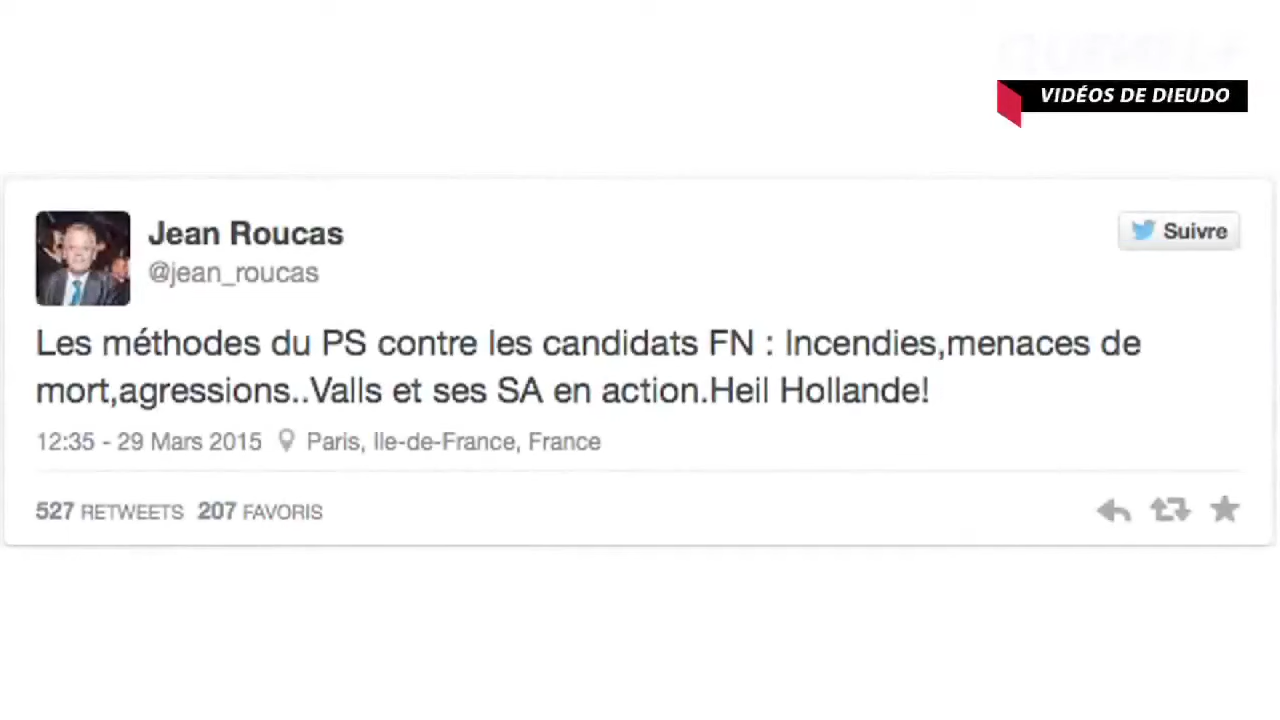 VIDÉOS DE DIEUDO
Jean Roucas
Suivre
@jean_roucas
Les méthodes du PS contre les candidats FN : Incendies,menaces de
mort,agressions..Valls et ses SA en action.Heil Hollande!
12:35 - 29 Mars 2015 Paris, Ile-de-France, France
527 RETWEETS 207 FAVORIS